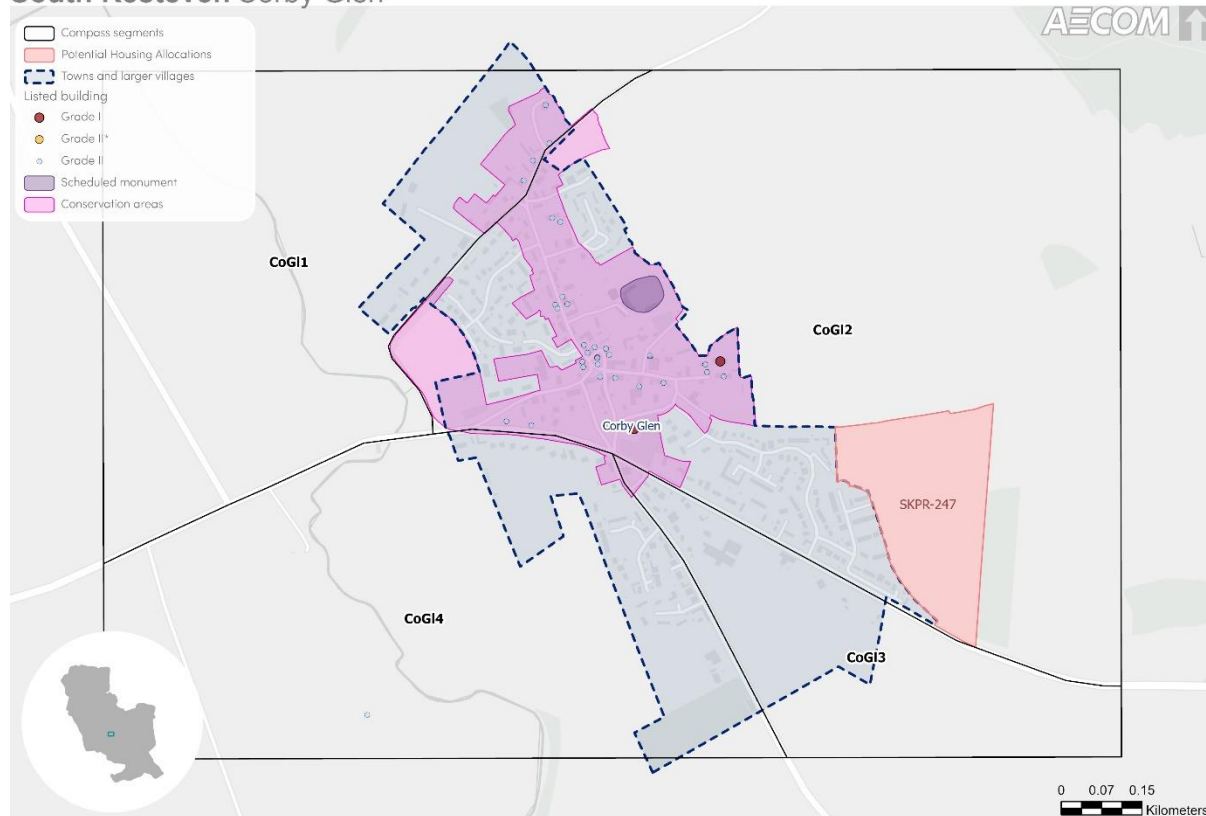 South Kesteven Corby Glen
AECOM
Compass segments
Potential Housing Allocations
Towns and larger villages
Listed building
Grade I
Grade II*
Grade II
Scheduled monument
Conservation areas
CoGl1
CoGl2
Corby Glen
SKPR-247
CoGl4
CoGl3
0 0.07 0.15
Kilometers